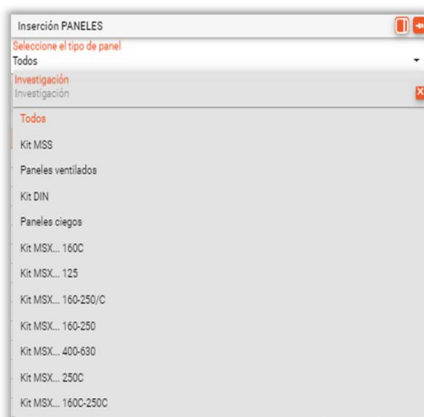 Inserción PANELES
Seleccione el tipo de panel
Todos
Investigación
Investigación
Todos
Kit MSS
Paneles ventilados
Kit DIN
Paneles ciegos
Kit MSX... 160C
Kit MSX... 125
Kit MSX... 160-250/C
Kit MSX... 160-250
Kit MSX... 400-630
Kit MSX... 250C
Kit MSX... 160C-250C